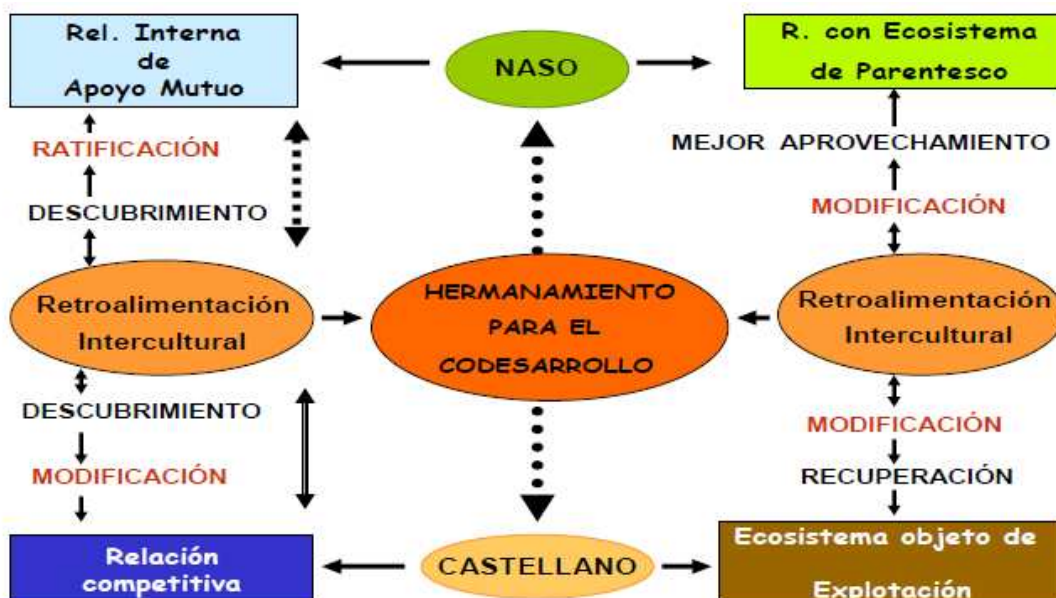 Rel. Interna
de
Apoyo Mutuo
NASO
R. con Ecosistema
de Parentesco
RATIFICACIÓN
MEJOR APROVECHAMIENTO
DESCUBRIMIENTO
MODIFICACIÓN
Retroalimentación
Intercultural
HERMANAMIENTO
PARA EL
CODESARROLLO
Retroalimentación
Intercultural
DESCUBRIMIENTO
MODIFICACIÓN
MODIFICACIÓN
RECUPERACIÓN
Relación
competitiva
CASTELLANO
Ecosistema objeto de
Explotación